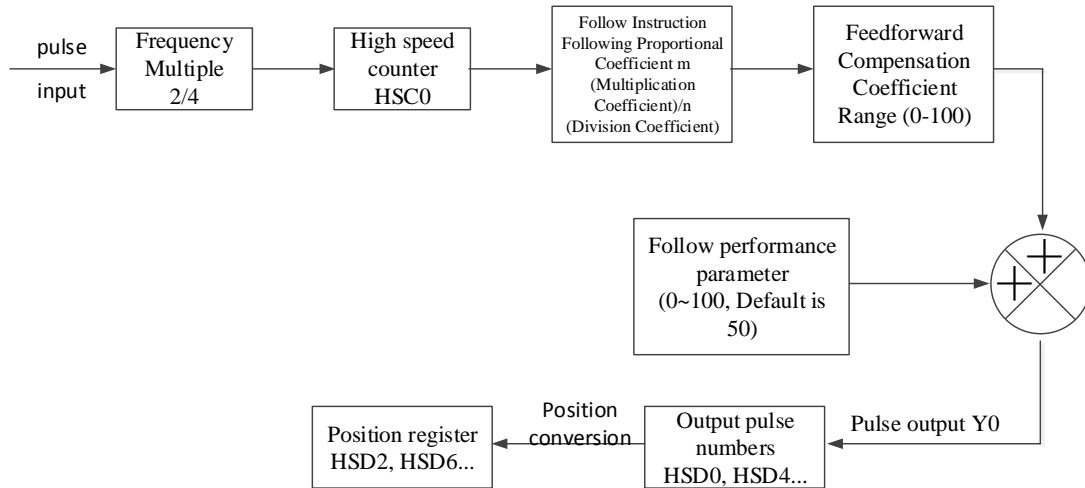 pulse
input
Frequency
Multiple
2/4
High speed
counter
HSC0
Follow Instruction
Following Proportional
Coefficient m
(Multiplication
Coefficient)/n
(Division Coefficient)
Feedforward
Compensation
Coefficient
Range (0-100)
Follow performance
parameter
(0~100, Default is
50)
Pulse output Y0
Output pulse
numbers
HSD0, HSD4...
Position
conversion
Position register
HSD2, HSD6...